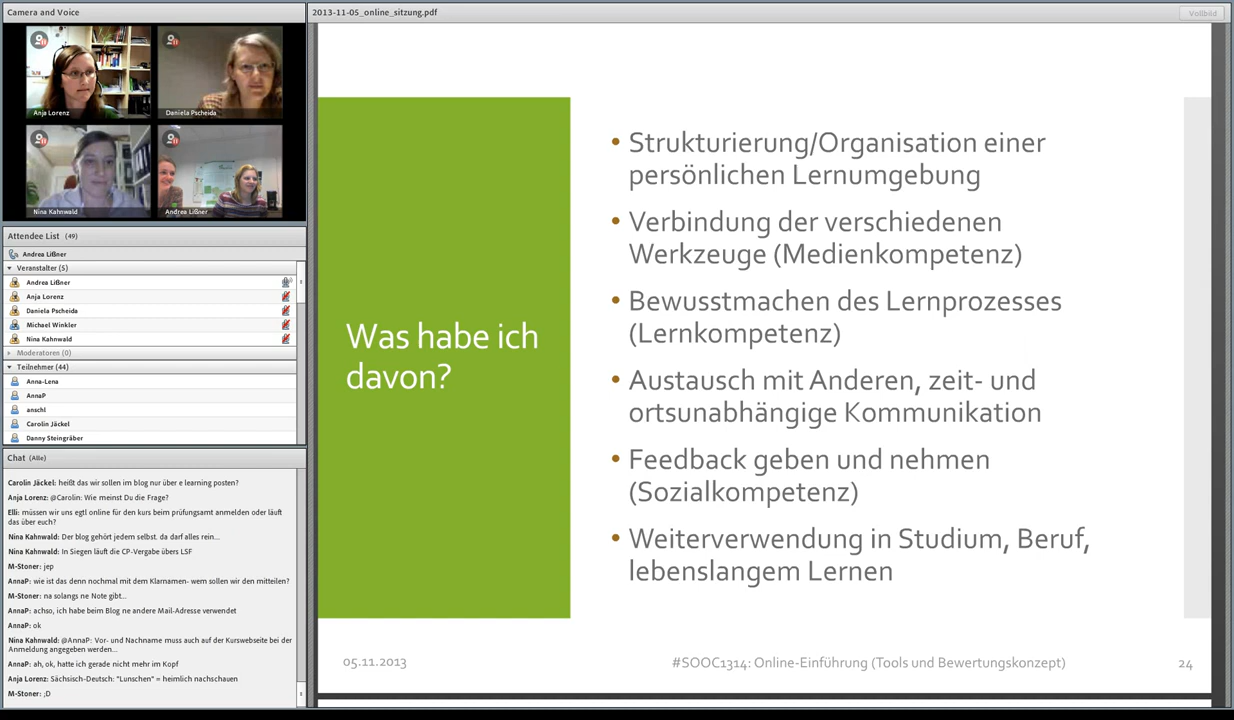 Camera and Voice
Anja Lorenz
Daniela Pscheida
Nina Kahnwald
Andrea Lißner
Attendee List (49)
Andrea Lißner
Veranstalter (5)
Andrea Lißner
Anja Lorenz
Daniela Pscheida
Michael Winkler
Nina Kahnwald
Moderatoren (0)
Teilnehmer (44)
Anna-Lena
AnnaP
anschl
Carolin Jäckel
Danny Steingräber
Chat (Alle)
Carolin Jäckel: heißt das wir sollen im blog nur über e learning posten?
Anja Lorenz: @Carolin: Wie meinst Du die Frage?
Elli: müssen wir uns egtl online für den kurs beim prüfungsamt anmelden oder läuft
das über euch?
Nina Kahnwald: Der blog gehört jedem selbst. da darf alles rein...
Nina Kahnwald: In Siegen läuft die CP-Vergabe übers LSF
M-Stoner: jep
AnnaP: wie ist das denn nochmal mit dem Klarnamen- wem sollen wir den mitteilen?
M-Stoner: na solangs ne Note gibt...
AnnaP: achso, ich habe beim Blog ne andere Mail-Adresse verwendet
AnnaP: ok
Nina Kahnwald: @AnnaP: Vor- und Nachname muss auch auf der Kurswebseite bei der
Anmeldung angegeben werden...
AnnaP: ah, ok, hatte ich gerade nicht mehr im Kopf
Anja Lorenz: Sächsisch-Deutsch: "Lunschen" = heimlich nachschauen
M-Stoner: ;D
2013-11-05_online_sitzung.pdf
Vollbild
Was habe ich
davon?
• Strukturierung/Organisation einer
persönlichen Lernumgebung
• Verbindung der verschiedenen
Werkzeuge (Medienkompetenz)
• Bewusstmachen des Lernprozesses
(Lernkompetenz)
• Austausch mit Anderen, zeit- und
ortsunabhängige Kommunikation
• Feedback geben und nehmen
(Sozialkompetenz)
• Weiterverwendung in Studium, Beruf,
lebenslangem Lernen
05.11.2013
#SOOC1314: Online-Einführung (Tools und Bewertungskonzept)
24